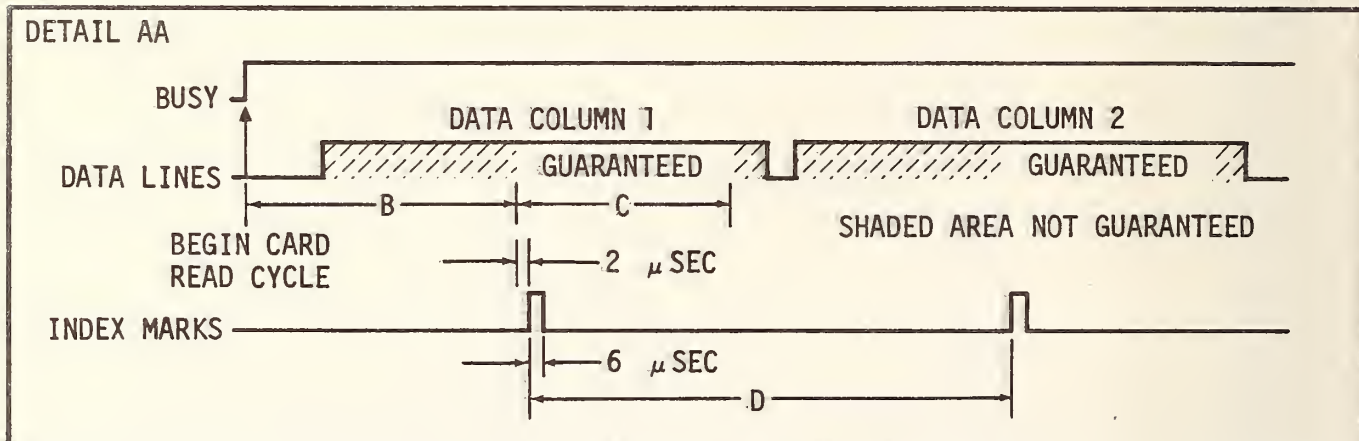 DETAIL AA
BUSY
DATA COLUMN 1
DATA COLUMN 2
DATA LINES
GUARANTEED
GUARANTEED
B
C
SHADED AREA NOT GUARANTEED
BEGIN CARD
READ CYCLE
2 μSEC
INDEX MARKS
6 μSEC
D